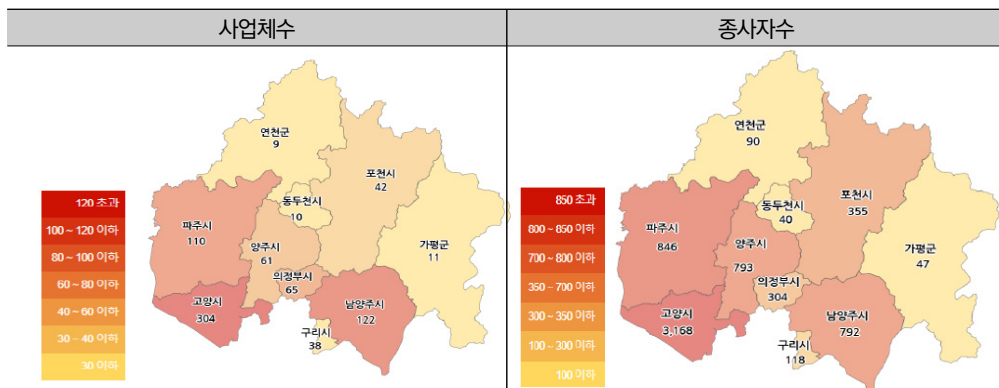 사업체수
종사자수
연천군
9
포천시
42
동두천시
10
파주시
110
양주시
61
가평군
11
의정부시
65
고양시
304
남양주시
122
구리시
38
120 초과
100 ~ 120 이하
80 ~ 100 이하
60 ~ 80 이하
40 ~ 60 이하
30 ~ 40 이하
30 이하
연천군
90
포천시
355
동두천시
40
파주시
846
양주시
793
가평군
47
의정부시
304
고양시
3,168
남양주시
792
구리시
118
850 초과
800 ~ 850 이하
700 ~ 800 이하
350 ~ 700 이하
300 ~ 350 이하
100 ~ 300 이하
100 이하